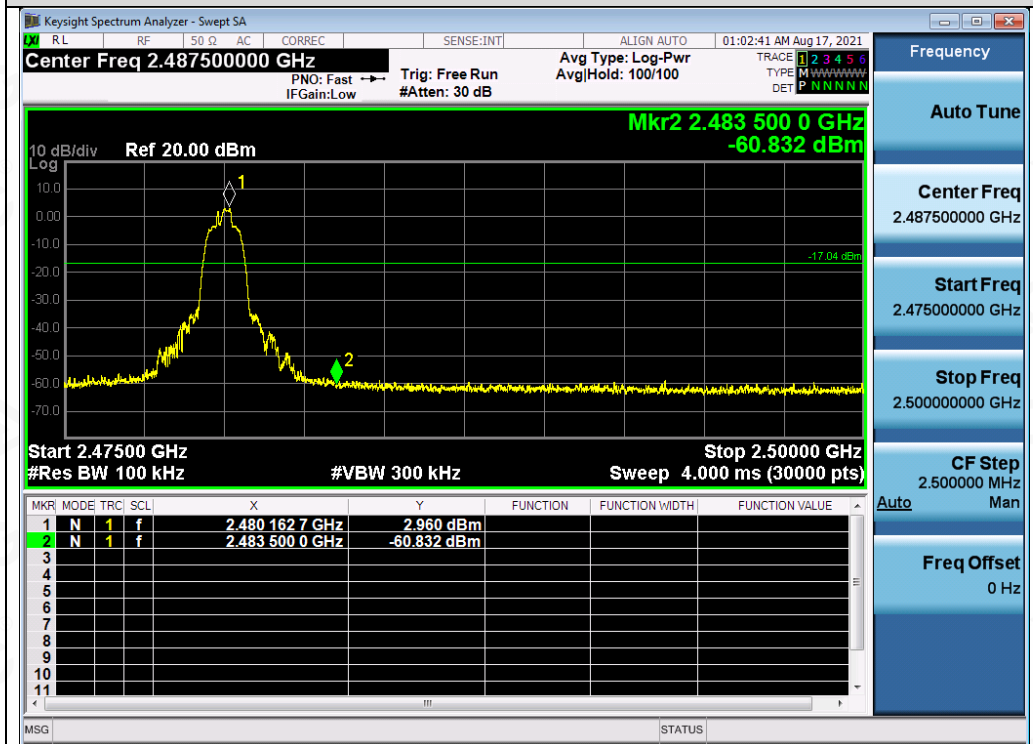 Keysight Spectrum Analyzer - Swept SA
LXI RL RF 50 Ω AC CORREC SENSE:INT ALIGN AUTO 01:02:41 AM Aug 17, 2021
Center Freq 2.487500000 GHz
PNO: Fast
IFGain:Low
Trig: Free Run
#Atten: 30 dB
Avg Type: Log-Pwr
Avg|Hold: 100/100
TRACE 1 2 3 4 5 6
TYPE M WWWWW
DET P N N N N N
Mkr2 2.483 500 0 GHz
-60.832 dBm
10 dB/div Ref 20.00 dBm
Log
10.0
0.00
-10.0
-20.0
-30.0
-40.0
-50.0
-60.0
-70.0
1
-17.04 dBm
2
Start 2.47500 GHz Stop 2.50000 GHz
#Res BW 100 kHz #VBW 300 kHz Sweep 4.000 ms (30000 pts)
MKR MODE TRC SCL X Y FUNCTION FUNCTION WIDTH FUNCTION VALUE
1 N 1 f 2.480 162 7 GHz 2.960 dBm
2 N 1 f 2.483 500 0 GHz -60.832 dBm
3
4
5
6
7
8
9
10
11
MSG STATUS
Frequency
Auto Tune
Center Freq
2.487500000 GHz
Start Freq
2.475000000 GHz
Stop Freq
2.500000000 GHz
CF Step
2.500000 MHz
Auto Man
Freq Offset
0 Hz